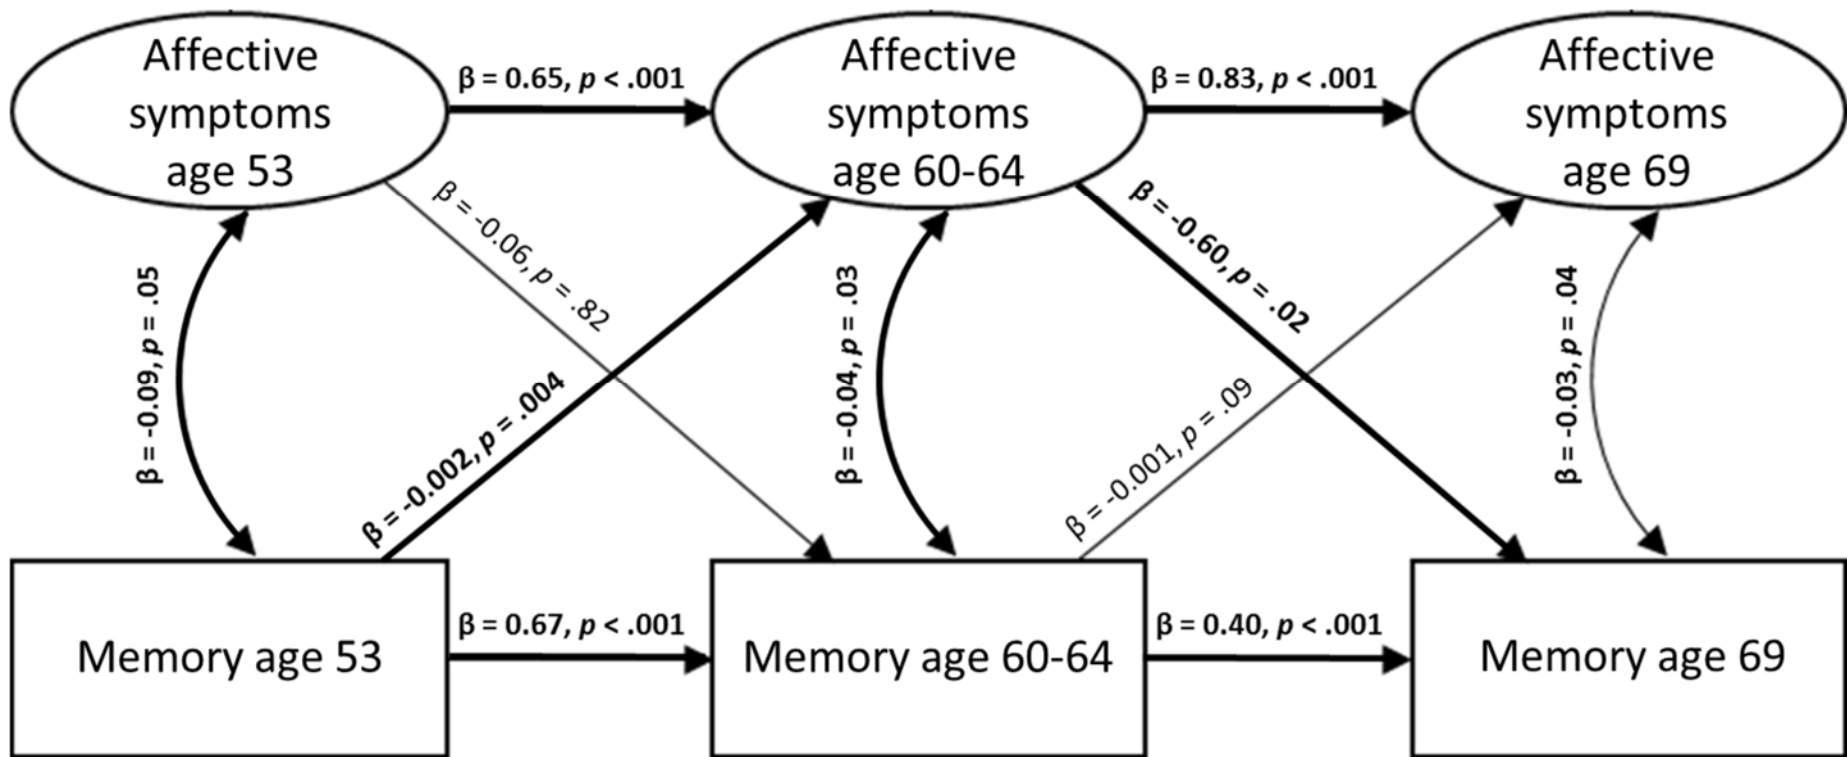 Affective
symptoms
age 53
β = 0.65, p < .001
Affective
symptoms
age 60-64
β = 0.83, p < .001
Affective
symptoms
age 69
β = -0.09, p = .05
β = -0.06, p = .82
β = -0.002, p = .004
β = -0.04, p = .03
β = -0.60, p = .02
β = -0.001, p = .09
β = -0.03, p = .04
Memory age 53
β = 0.67, p < .001
Memory age 60-64
β = 0.40, p < .001
Memory age 69